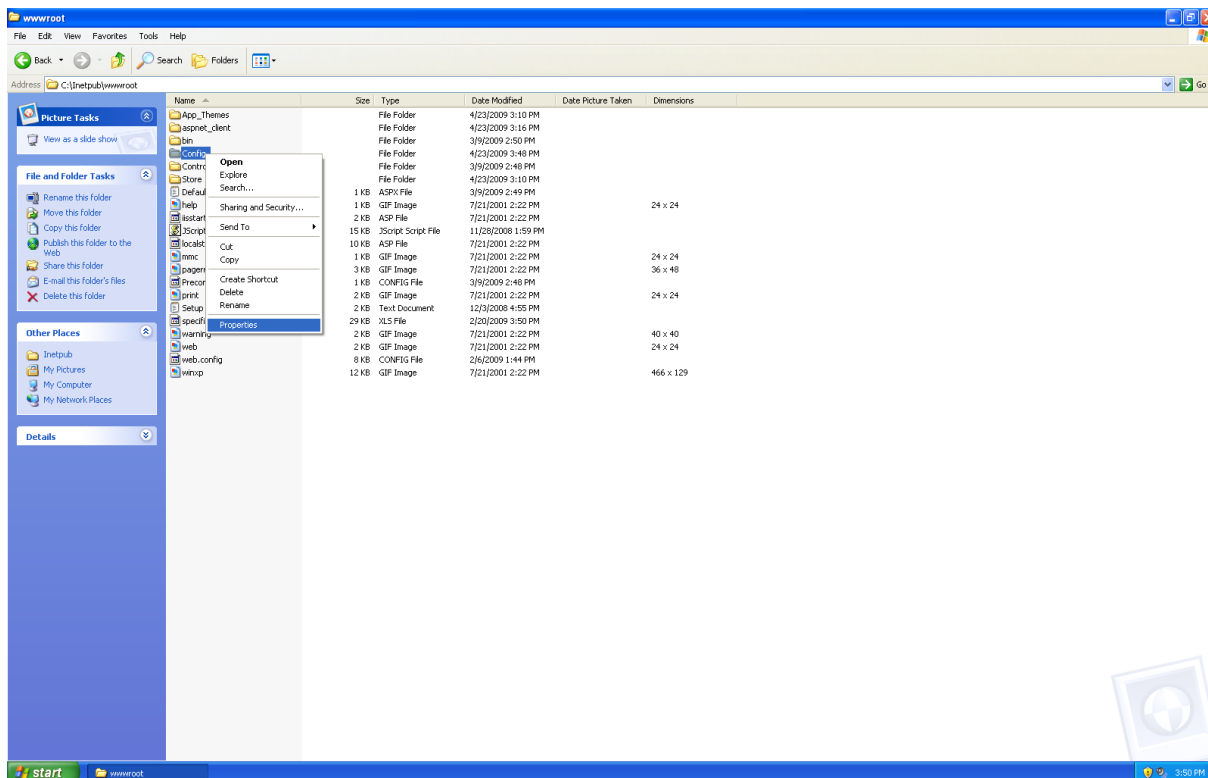 wwwroot
File Edit View Favorites Tools Help
Back Search Folders
Address C:\Inetpub\wwwroot Go
Picture Tasks
View as a slide show
File and Folder Tasks
Rename this folder
Move this folder
Copy this folder
Publish this folder to the
Web
Share this folder
E-mail this folder's files
Delete this folder
Other Places
Inetpub
My Pictures
My Computer
My Network Places
Details
Name Size Type Date Modified Date Picture Taken Dimensions
App_Themes File Folder 4/23/2009 3:10 PM
aspnet_client File Folder 4/23/2009 3:16 PM
bin File Folder 3/9/2009 2:50 PM
Config File Folder 4/23/2009 3:48 PM
Contro File Folder 3/9/2009 2:48 PM
Store File Folder 4/23/2009 3:10 PM
Defaul 1 KB ASPX File 3/9/2009 2:49 PM
help 1 KB GIF Image 7/21/2001 2:22 PM 24 x 24
iisstart 2 KB ASP File 7/21/2001 2:22 PM
JScript 15 KB JScript Script File 11/28/2008 1:59 PM
localst 10 KB ASP File 7/21/2001 2:22 PM
mmc 1 KB GIF Image 7/21/2001 2:22 PM 24 x 24
pagerr 3 KB GIF Image 7/21/2001 2:22 PM 36 x 48
Precor 1 KB CONFIG File 3/9/2009 2:48 PM
print 2 KB GIF Image 7/21/2001 2:22 PM 24 x 24
Setup 2 KB Text Document 12/3/2008 4:55 PM
specifi 29 KB XLS File 2/20/2009 3:50 PM
warning 2 KB GIF Image 7/21/2001 2:22 PM 40 x 40
web 2 KB GIF Image 7/21/2001 2:22 PM 24 x 24
web.config 8 KB CONFIG File 2/6/2009 1:44 PM
winxp 12 KB GIF Image 7/21/2001 2:22 PM 466 x 129
Open
Explore
Search...
Sharing and Security...
Send To
Cut
Copy
Create Shortcut
Delete
Rename
Properties
start wwwroot 3:50 PM